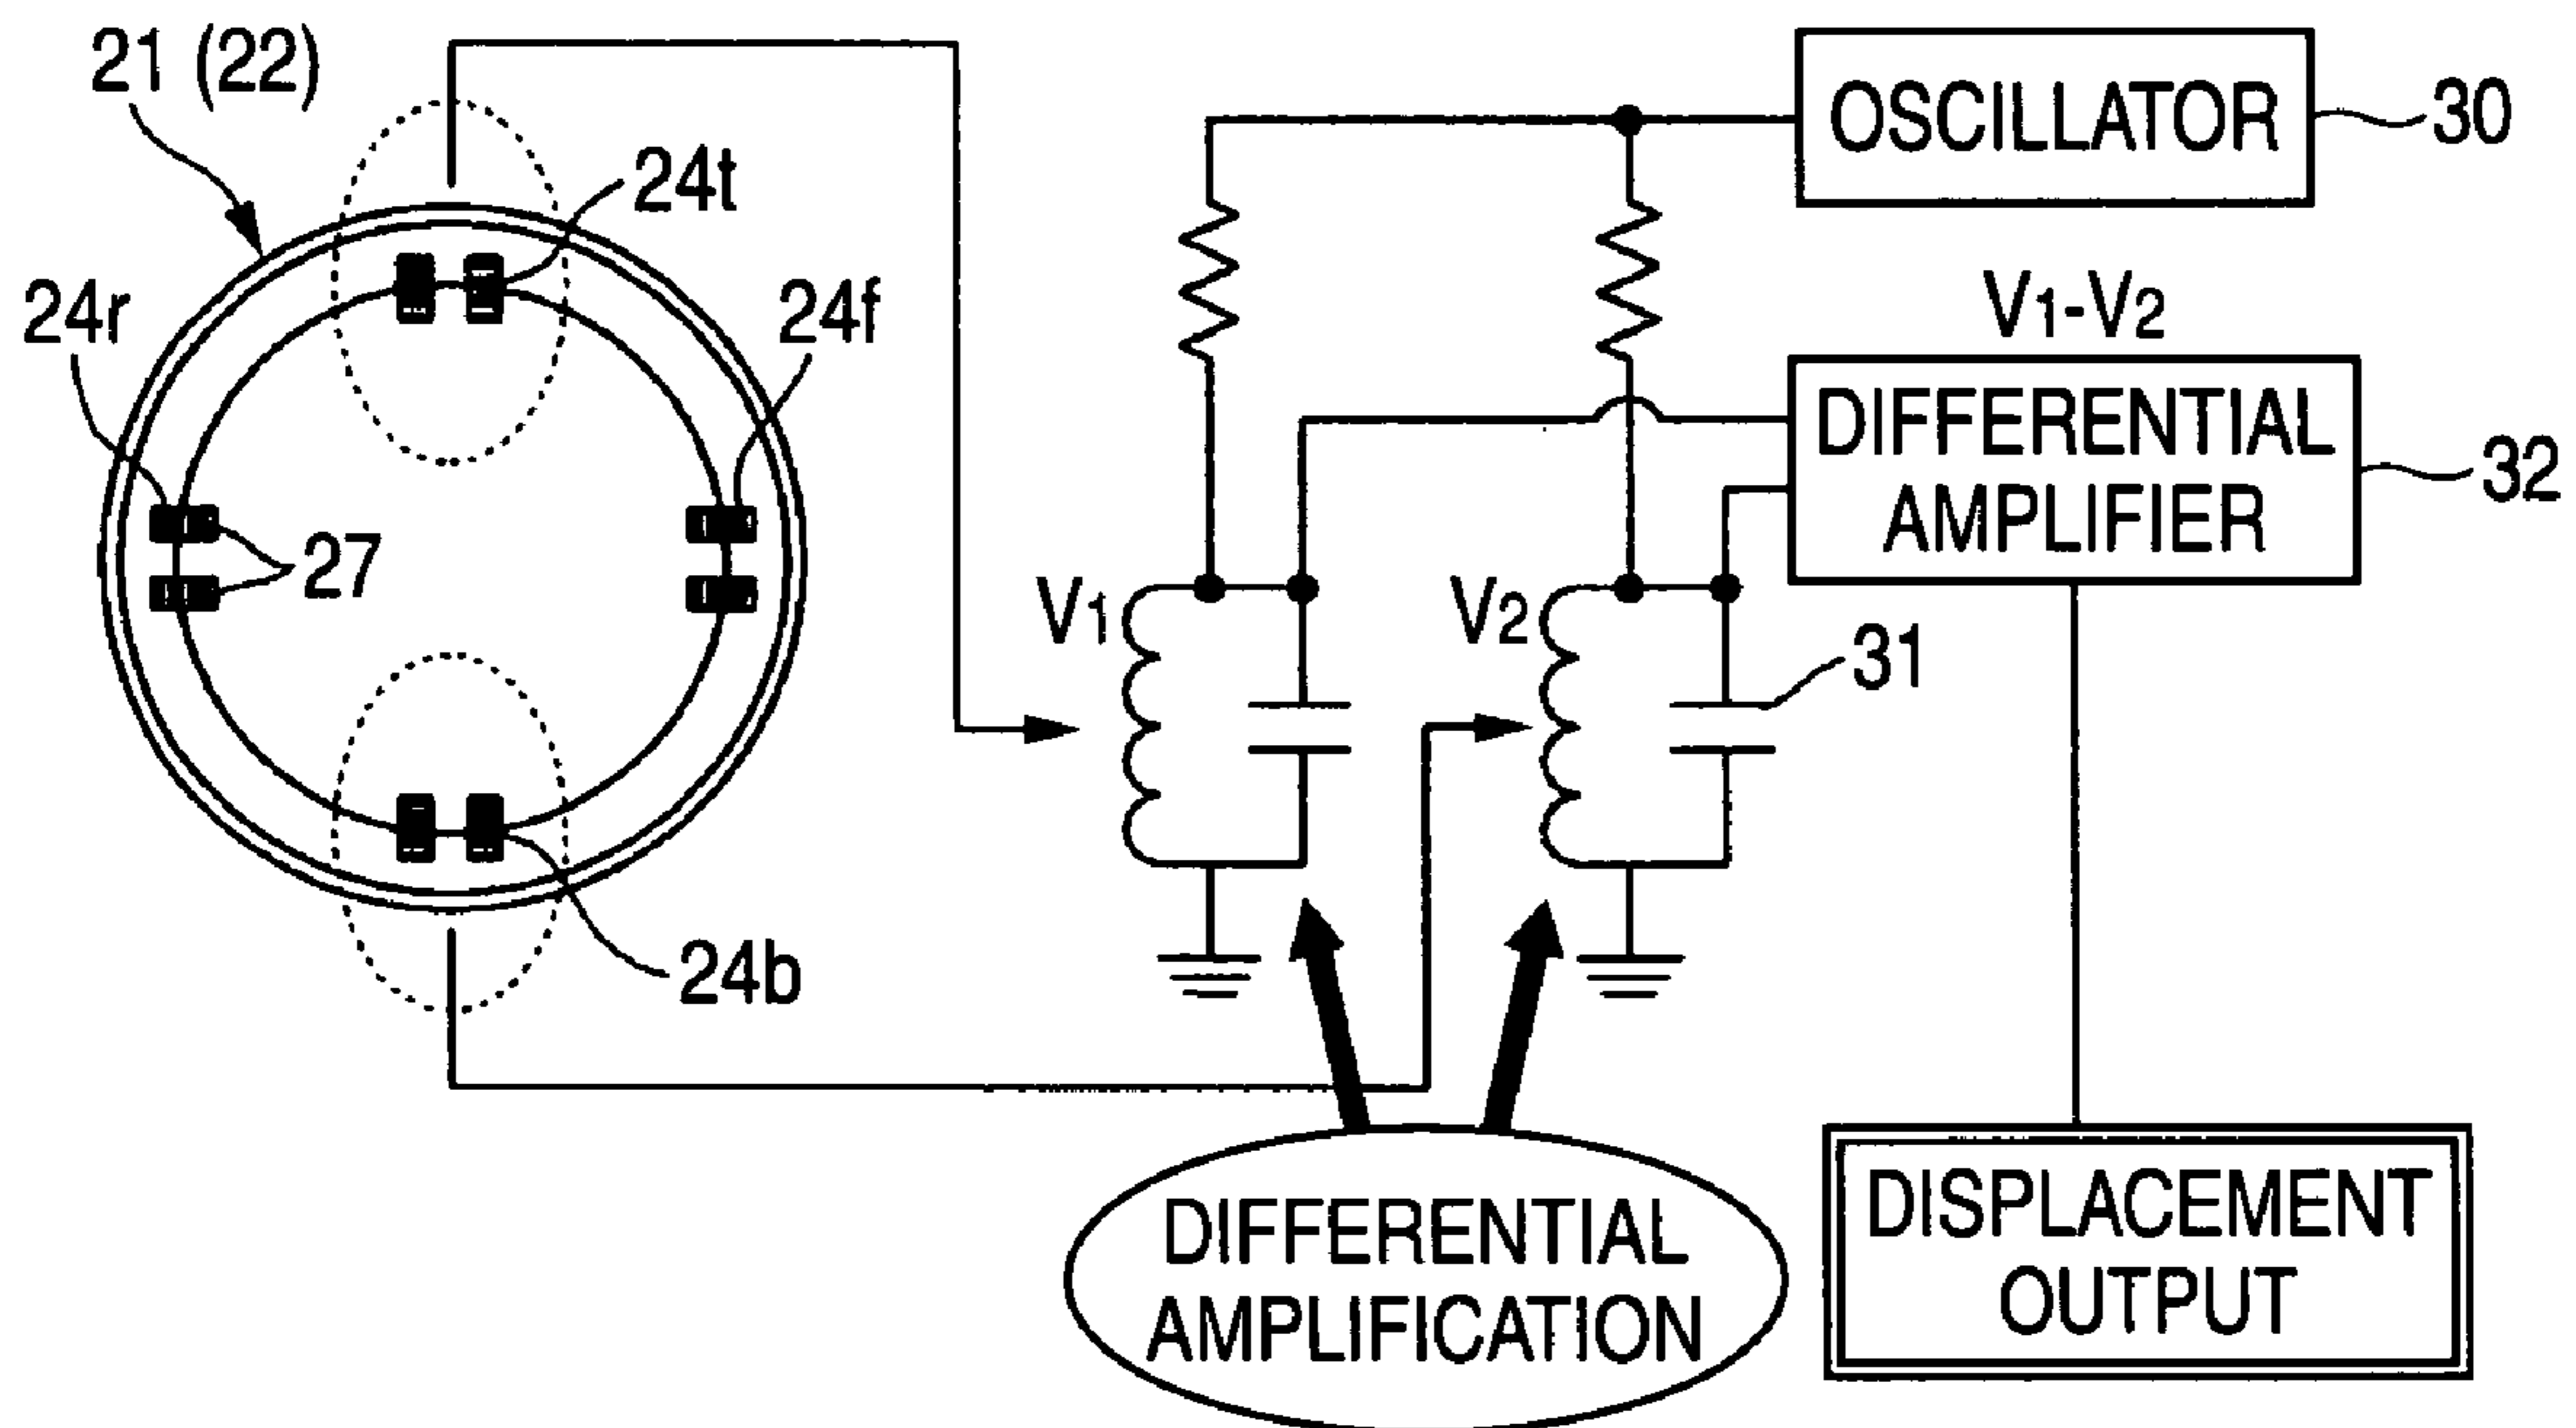 21 (22)
24t
24r
24f
27
24b
OSCILLATOR
30
V1-V2
DIFFERENTIAL
AMPLIFIER
32
V1
V2
31
DIFFERENTIAL
AMPLIFICATION
DISPLACEMENT
OUTPUT